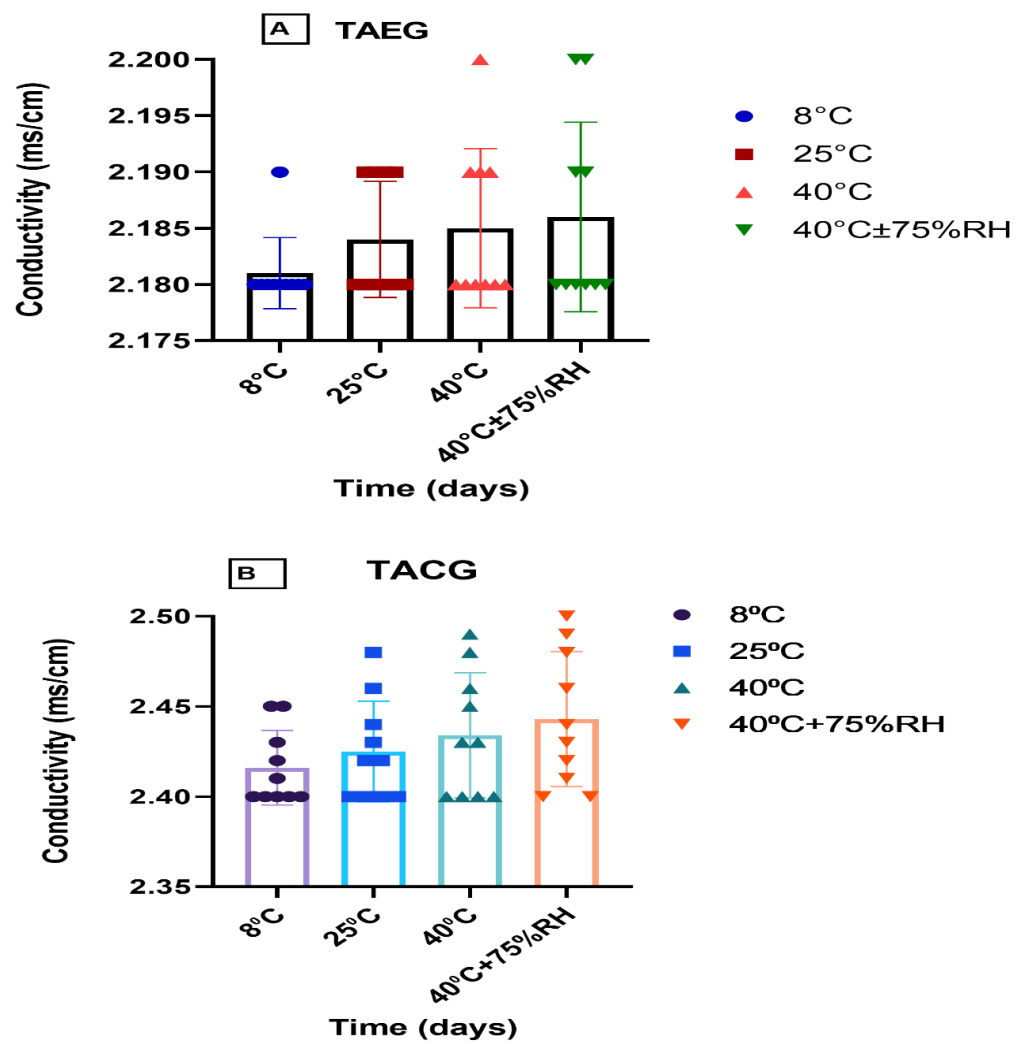 A TAEG
Conductivity (ms/cm)
2.200
2.195
2.190
2.185
2.180
2.175
8°C
25°C
40°C
40°C±75%RH
Time (days)
8°C
25°C
40°C
40°C±75%RH
B TACG
Conductivity (ms/cm)
2.50
2.45
2.40
2.35
8ºC
25ºC
40ºC
40ºC+75%RH
Time (days)
8ºC
25ºC
40ºC
40ºC+75%RH